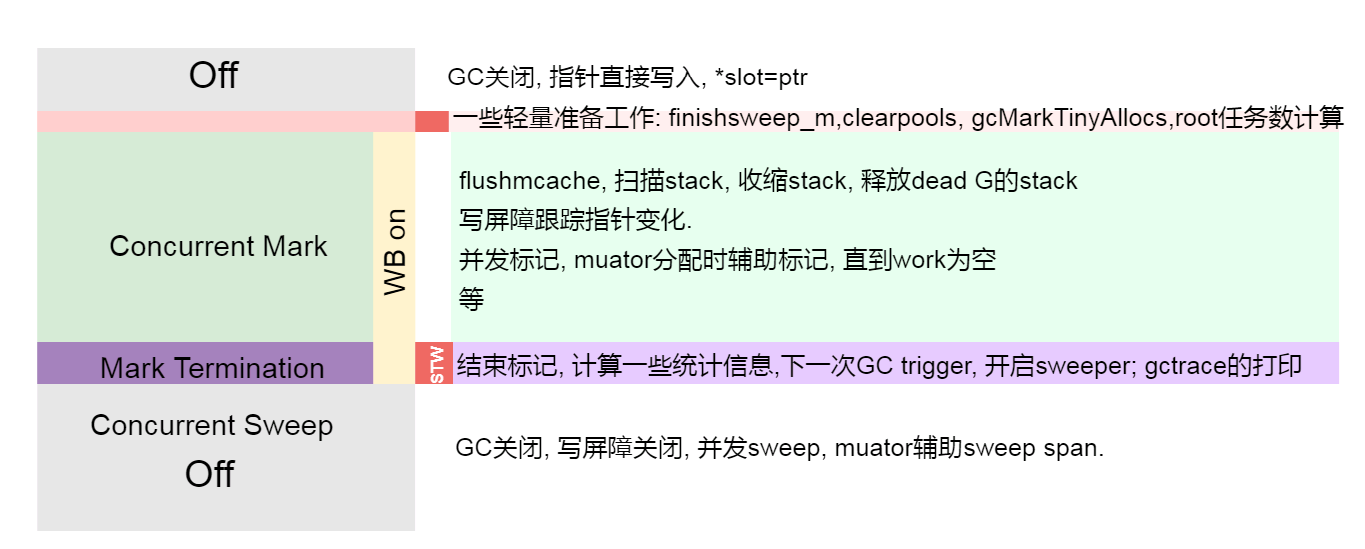 Off
GC关闭, 指针直接写入, *slot=ptr
一些轻量准备工作: finishsweep_m,clearpools, gcMarkTinyAllocs,root任务数计算
Concurrent Mark
WB on
flushmcache, 扫描stack, 收缩stack, 释放dead G的stack
写屏障跟踪指针变化.
并发标记, muator分配时辅助标记, 直到work为空
等
Mark Termination
STW
结束标记, 计算一些统计信息,下一次GC trigger, 开启sweeper; gctrace的打印
Concurrent Sweep
Off
GC关闭, 写屏障关闭, 并发sweep, muator辅助sweep span.